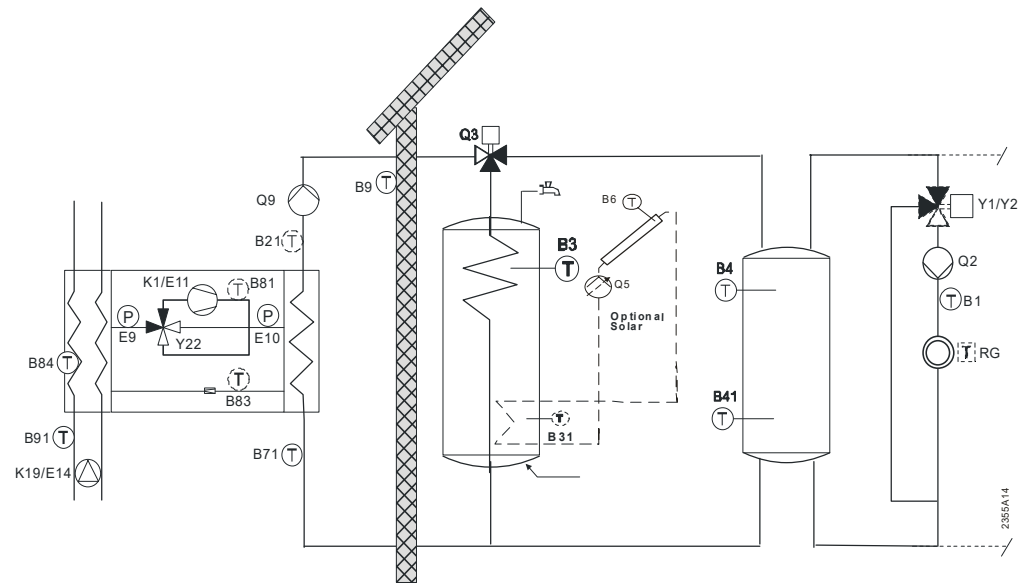 Q3
B9 T
Q9
B21 T
K1/E11
T B81
P
E9
Y22
P
E10
B84 T
T
B83
B91 T
B71 T
K19/E14
B6 T
B3
T
Q5
Optional
Solar
T
B31
B4
T
B41
T
Y1/Y2
Q2
T B1
T RG
2355A14